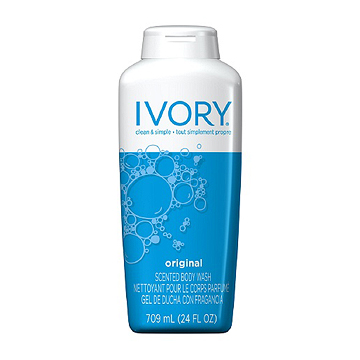 IVORY®
clean & simple • tout simplement propre
original
SCENTED BODY WASH
NETTOYANT POUR LE CORPS PARFUMÉ
GEL DE DUCHA CON FRAGANCIA
709 mL (24 FL OZ)